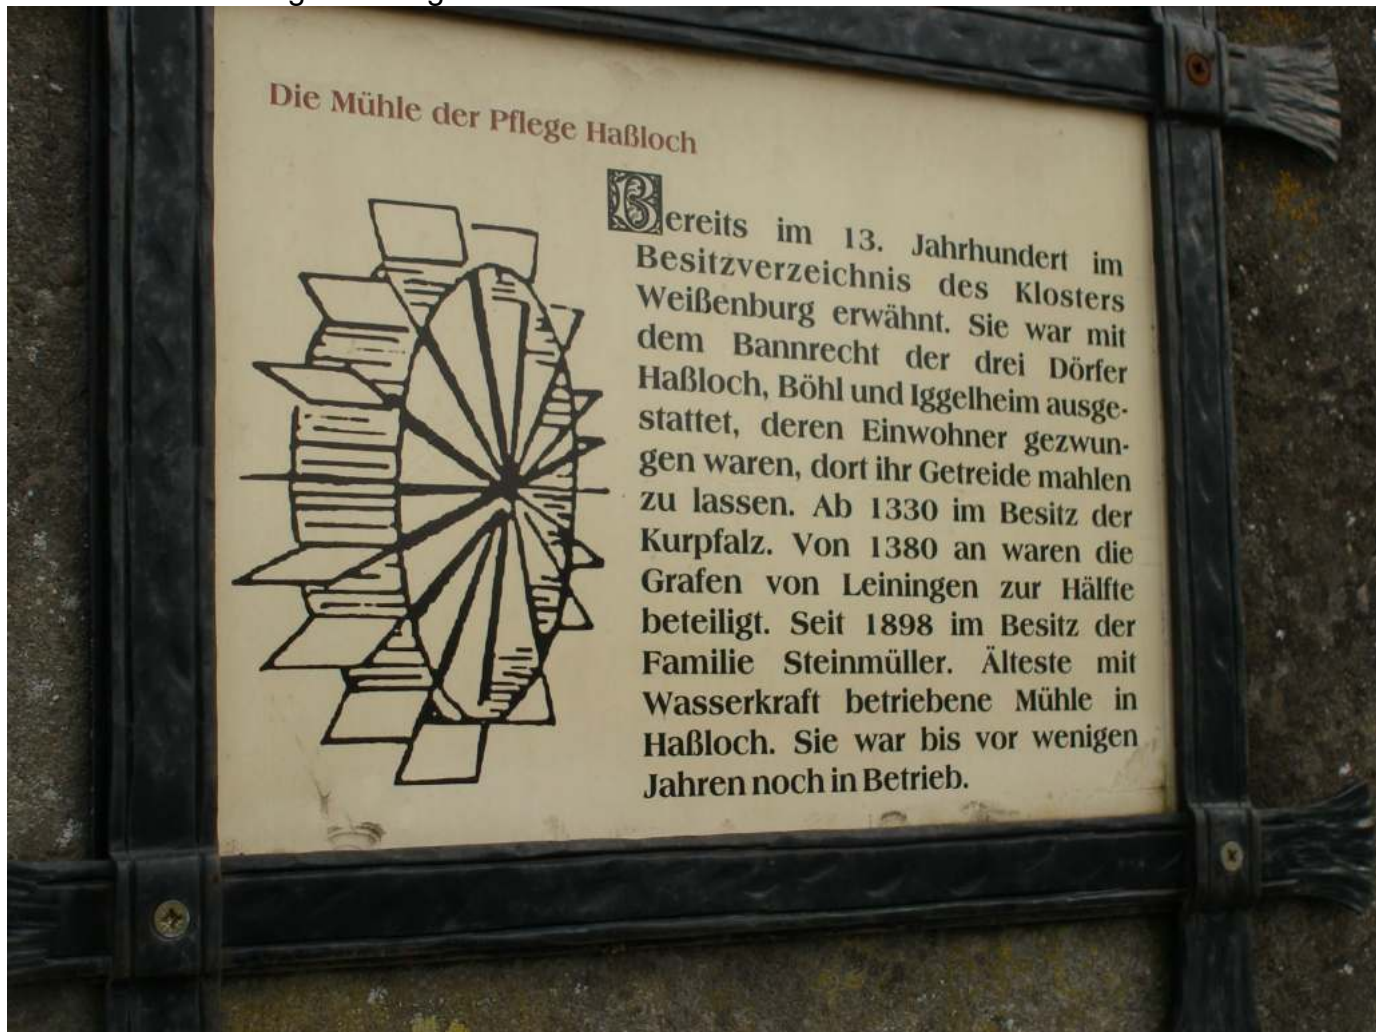 Die Mühle der Pflege Haßloch
Bereits im 13. Jahrhundert im
Besitzverzeichnis des Klosters
Weißenburg erwähnt. Sie war mit
dem Bannrecht der drei Dörfer
Haßloch, Böhl und Iggelheim ausge-
stattet, deren Einwohner gezwun-
gen waren, dort ihr Getreide mahlen
zu lassen. Ab 1330 im Besitz der
Kurpfalz. Von 1380 an waren die
Grafen von Leiningen zur Hälfte
beteiligt. Seit 1898 im Besitz der
Familie Steinmüller. Älteste mit
Wasserkraft betriebene Mühle in
Haßloch. Sie war bis vor wenigen
Jahren noch in Betrieb.